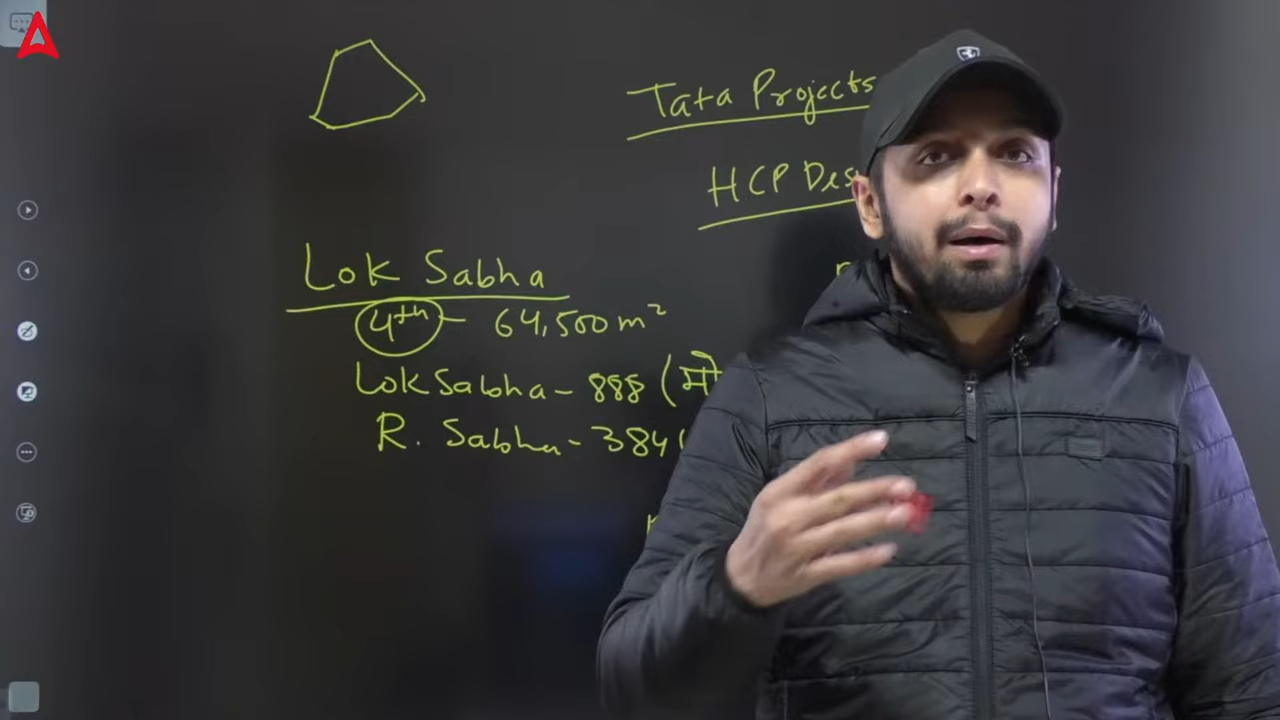 Tata Projects
HCP Des
Lok Sabha
4th - 64,500 m²
Lok Sabha - 888 (मो
R. Sabha - 384 (